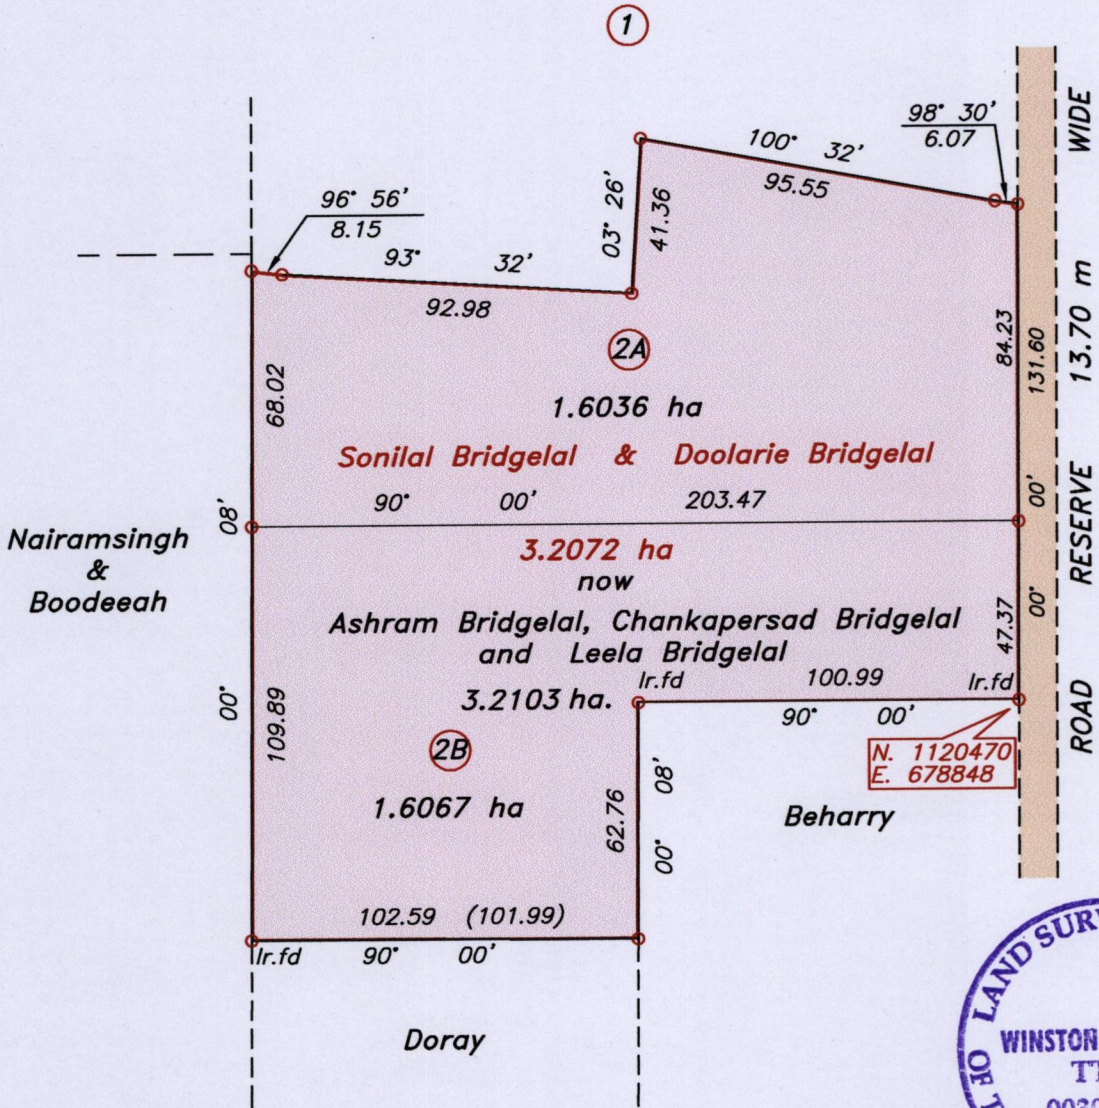 1
98° 30'
6.07
100° 32'
95.55
WIDE
96° 56'
8.15
93° 32'
92.98
03° 26'
41.36
13.70 m
84.23
131.60
2A
68.02
1.6036 ha
Sonilal Bridgelal & Doolarie Bridgelal
90° 00' 203.47
00° 08'
00° 00'
RESERVE
Nairamsingh
&
Boodeeah
3.2072 ha
now
Ashram Bridgelal, Chankapersad Bridgelal
and Leela Bridgelal
47.37
Ir.fd 100.99 Ir.fd
3.2103 ha.
90° 00'
ROAD
109.89
2B
N. 1120470
E. 678848
1.6067 ha
62.76
00° 08'
Beharry
102.59 (101.99)
Ir.fd 90° 00'
Doray
OF LAND
WINSTON